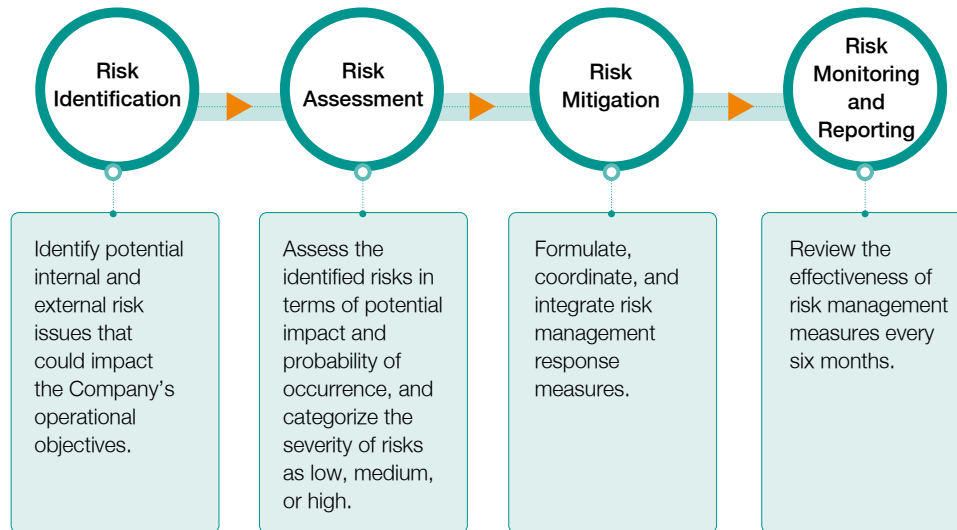 Risk
Identification
Risk
Assessment
Risk
Mitigation
Risk
Monitoring
and
Reporting
Identify potential
internal and
external risk
issues that
could impact
the Company’s
operational
objectives.
Assess the
identified risks in
terms of potential
impact and
probability of
occurrence, and
categorize the
severity of risks
as low, medium,
or high.
Formulate,
coordinate, and
integrate risk
management
response
measures.
Review the
effectiveness of
risk management
measures every
six months.